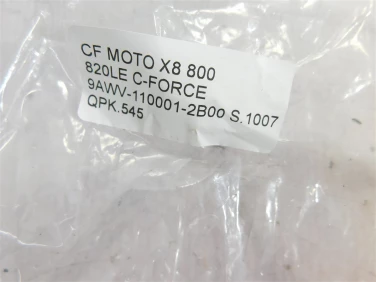 CF MOTO X8 800
820LE C-FORCE
9AWV-110001-2B00 S.1007
QPK.545